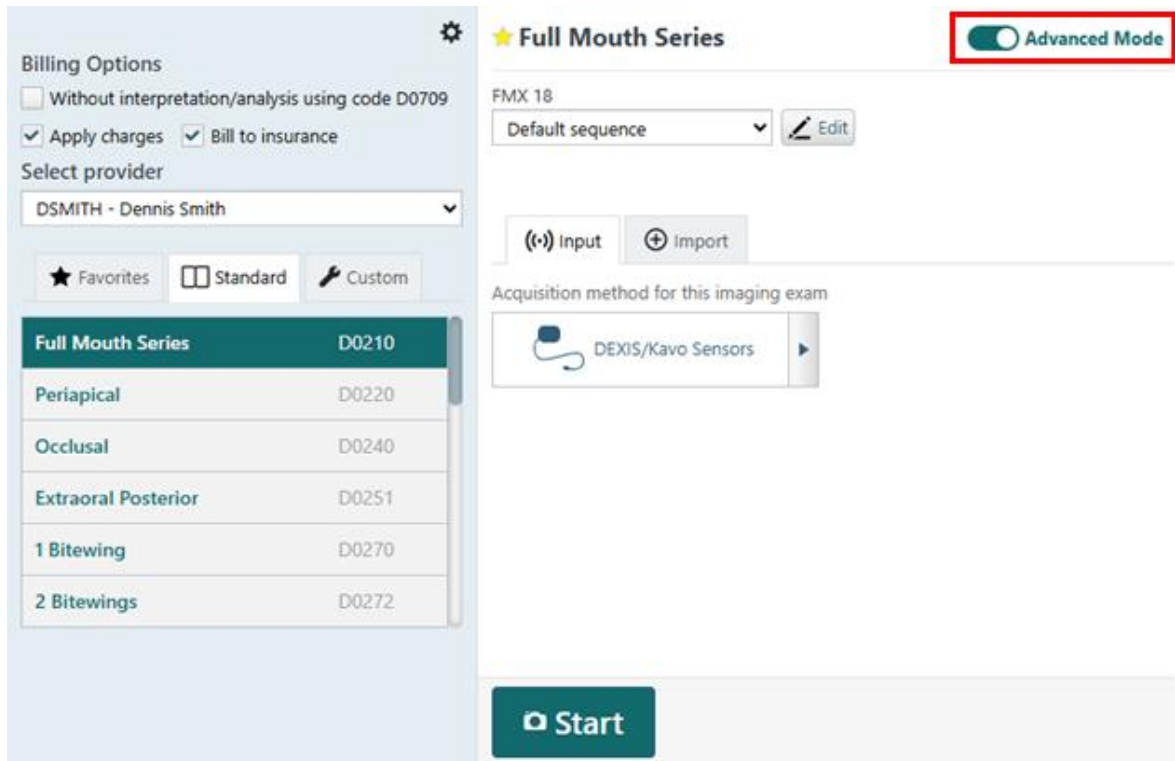 Billing Options
Without interpretation/analysis using code D0709
Apply charges Bill to insurance
Select provider
DSMITH - Dennis Smith
Favorites Standard Custom
Full Mouth Series D0210
Periapical D0220
Occlusal D0240
Extraoral Posterior D0251
1 Bitewing D0270
2 Bitewings D0272
Full Mouth Series
Advanced Mode
FMX 18
Default sequence Edit
Input Import
Acquisition method for this imaging exam
DEXIS/Kavo Sensors
Start